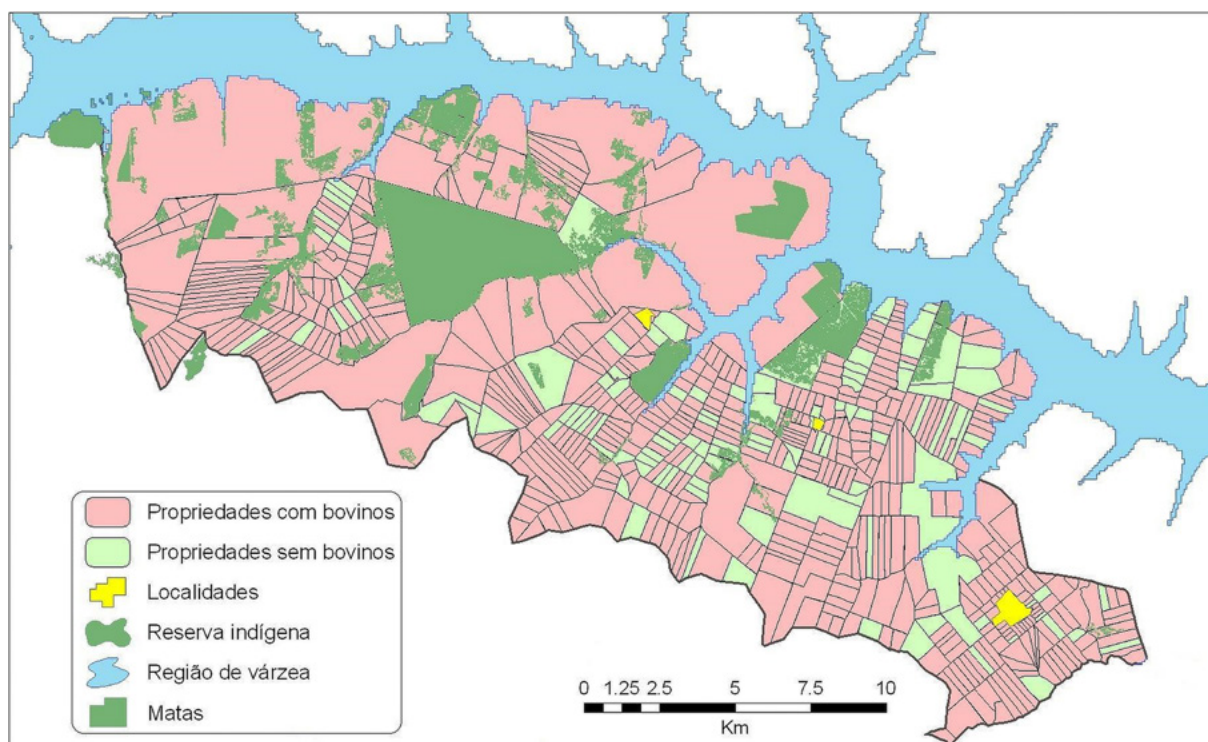 Propriedades com bovinos
Propriedades sem bovinos
Localidades
Reserva indígena
Região de várzea
Matas
0 1.25 2.5 5 7.5 10
Km